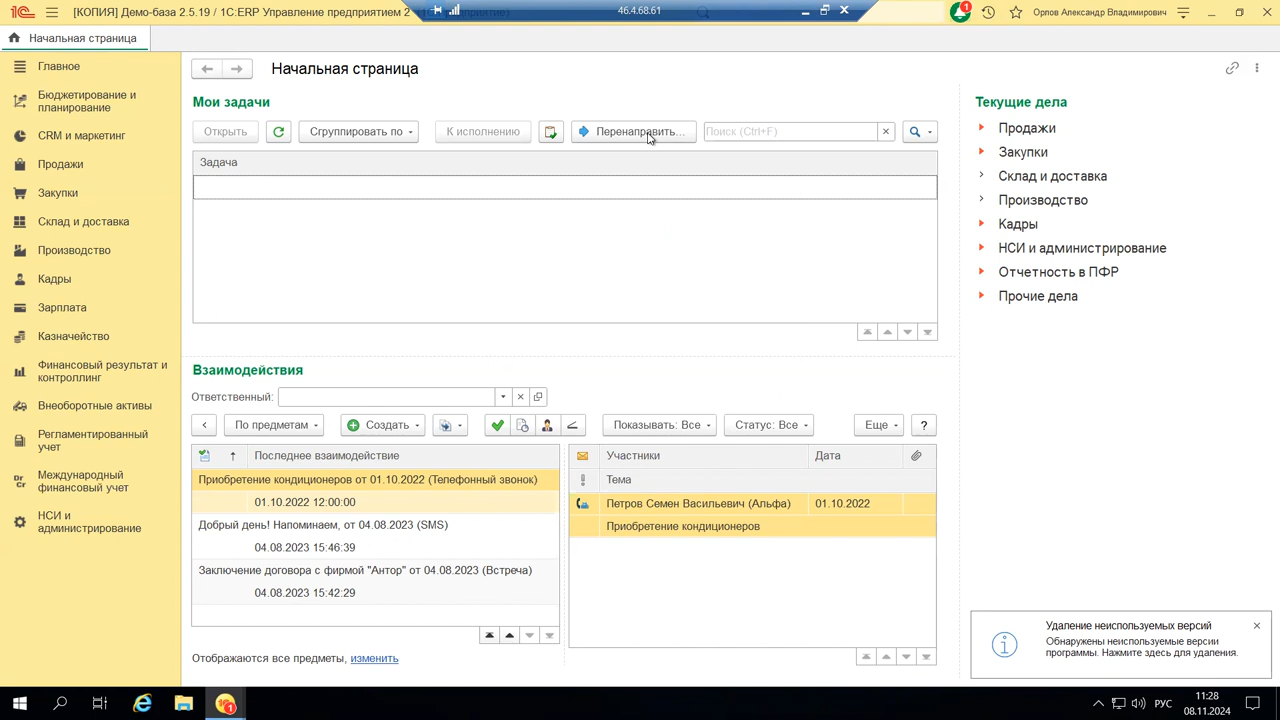 [КОПИЯ] Демо-база 2.5.19 / 1С:ERP Управление предприятием 2
46.4.68.61
1
Орлов Александр Владимирович
Начальная страница
Главное
Бюджетирование и
планирование
CRM и маркетинг
Продажи
Закупки
Склад и доставка
Производство
Кадры
Зарплата
Казначейство
Финансовый результат и
контроллинг
Внеоборотные активы
Регламентированный
учет
Международный
финансовый учет
НСИ и
администрирование
Начальная страница
Мои задачи
Открыть
Сгруппировать по
К исполнению
Перенаправить...
Поиск (Ctrl+F)
Задача
Взаимодействия
Ответственный:
По предметам
Создать
Показывать: Все
Статус: Все
Еще
?
Последнее взаимодействие
Приобретение кондиционеров от 01.10.2022 (Телефонный звонок)
01.10.2022 12:00:00
Добрый день! Напоминаем, от 04.08.2023 (SMS)
04.08.2023 15:46:39
Заключение договора с фирмой "Антор" от 04.08.2023 (Встреча)
04.08.2023 15:42:29
Отображаются все предметы, изменить
Участники
Дата
Тема
Петров Семен Васильевич (Альфа)
01.10.2022
Приобретение кондиционеров
Текущие дела
Продажи
Закупки
Склад и доставка
Производство
Кадры
НСИ и администрирование
Отчетность в ПФР
Прочие дела
Удаление неиспользуемых версий
Обнаружены неиспользуемые версии
программы. Нажмите здесь для удаления.
1
РУС
11:28
08.11.2024